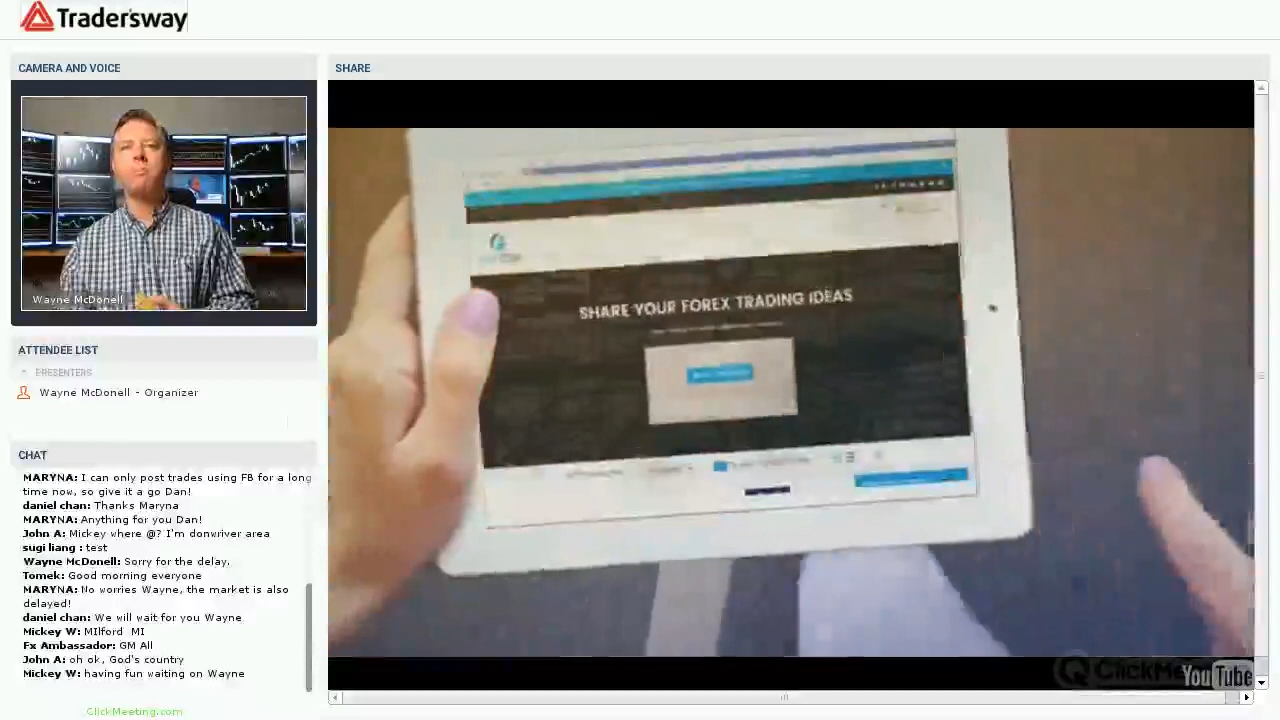 Tradersway
CAMERA AND VOICE
SHARE
Wayne McDonell
SHARE YOUR FOREX TRADING IDEAS
ATTENDEE LIST
PRESENTERS
Wayne McDonell - Organizer
CHAT
MARYNA: I can only post trades using FB for a long
time now, so give it a go Dan!
daniel chan: Thanks Maryna
MARYNA: Anything for you Dan!
John A: Mickey where @? I'm donwriver area
sugi liang : test
Wayne McDonell: Sorry for the delay.
Tomek: Good morning everyone
MARYNA: No worries Wayne, the market is also
delayed!
daniel chan: We will wait for you Wayne
Mickey W: MIlford MI
Fx Ambassador: GM All
John A: oh ok, God's country
Mickey W: having fun waiting on Wayne
ClickMeeting.com
YouTube